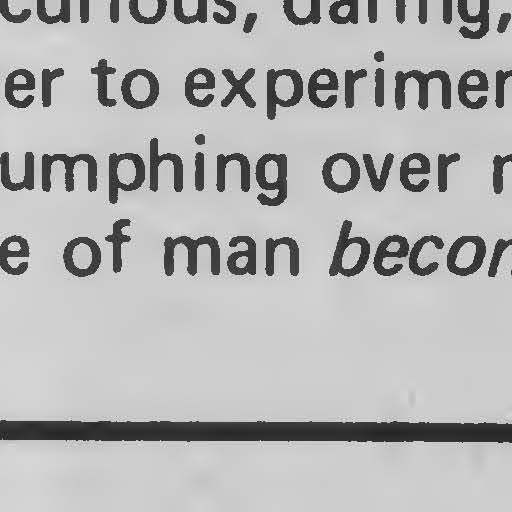 curious, daring,
er to experimen
umphing over
e of man becom